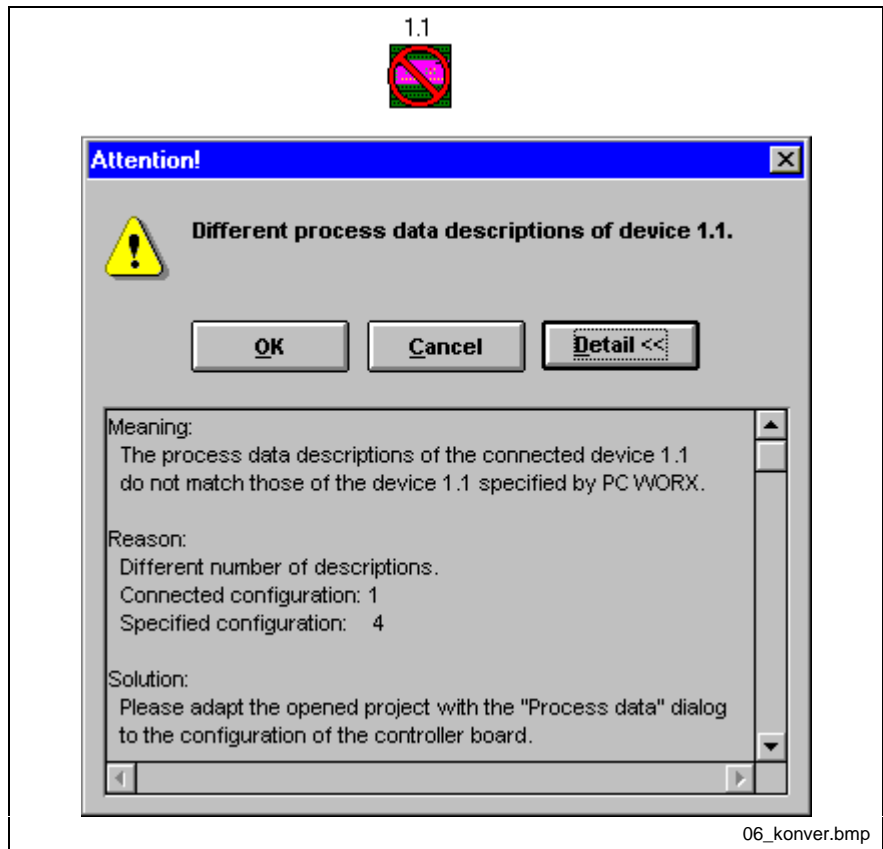 1.1
Attention!
Different process data descriptions of device 1.1.
OK Cancel Detail <<
Meaning:
The process data descriptions of the connected device 1.1
do not match those of the device 1.1 specified by PC WORX.
Reason:
Different number of descriptions.
Connected configuration: 1
Specified configuration: 4
Solution:
Please adapt the opened project with the "Process data" dialog
to the configuration of the controller board.
06_konver.bmp